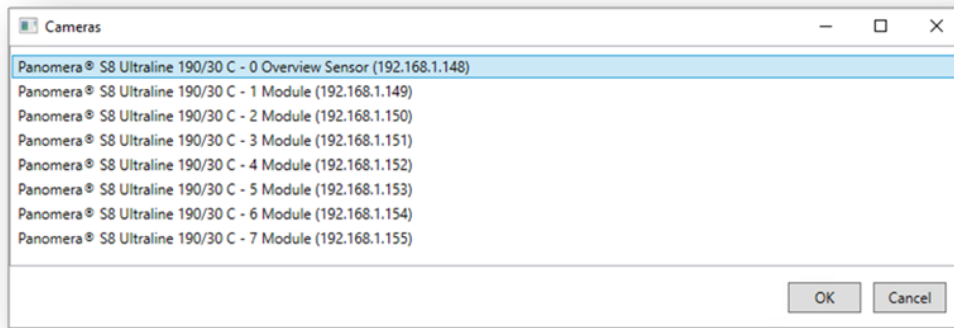 Cameras
Panomera® S8 Ultraline 190/30 C - 0 Overview Sensor (192.168.1.148)
Panomera® S8 Ultraline 190/30 C - 1 Module (192.168.1.149)
Panomera® S8 Ultraline 190/30 C - 2 Module (192.168.1.150)
Panomera® S8 Ultraline 190/30 C - 3 Module (192.168.1.151)
Panomera® S8 Ultraline 190/30 C - 4 Module (192.168.1.152)
Panomera® S8 Ultraline 190/30 C - 5 Module (192.168.1.153)
Panomera® S8 Ultraline 190/30 C - 6 Module (192.168.1.154)
Panomera® S8 Ultraline 190/30 C - 7 Module (192.168.1.155)
OK Cancel